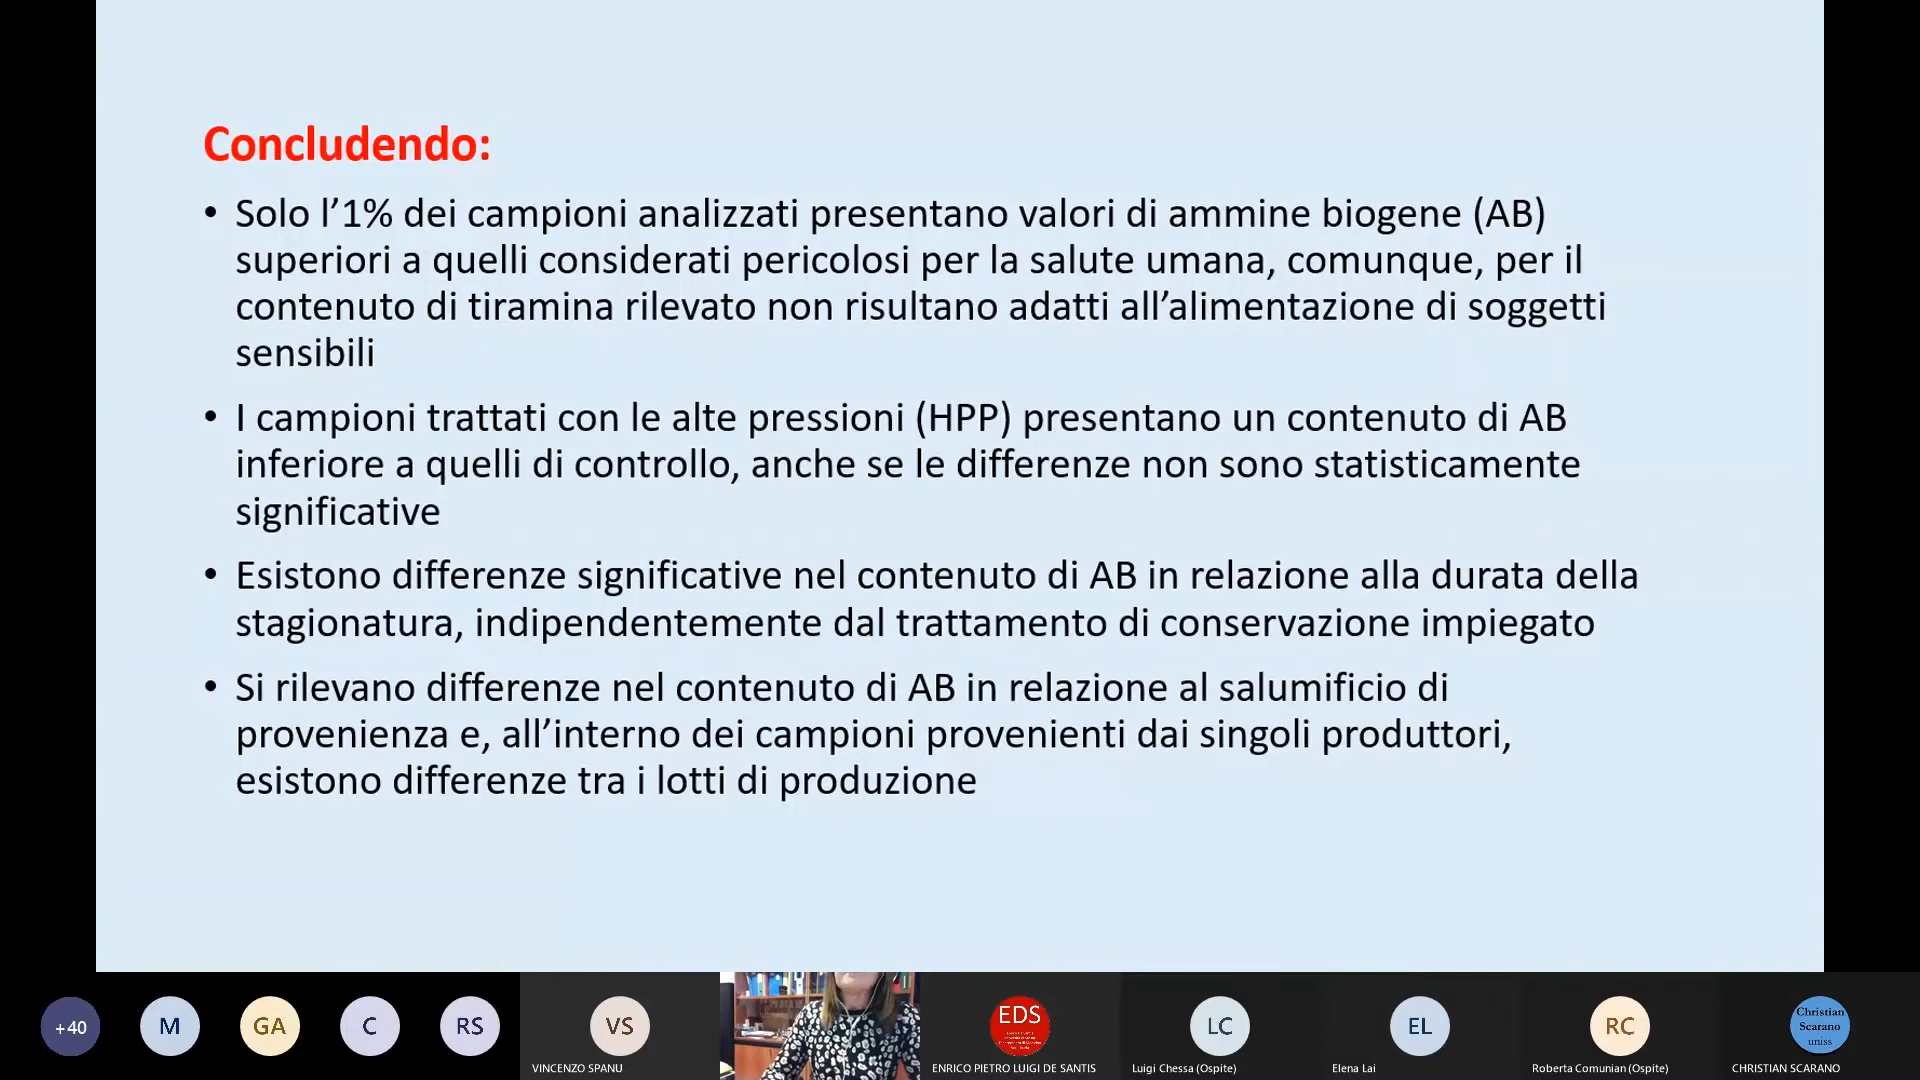 Concludendo:
• Solo l’1% dei campioni analizzati presentano valori di ammine biogene (AB)
superiori a quelli considerati pericolosi per la salute umana, comunque, per il
contenuto di tiramina rilevato non risultano adatti all’alimentazione di soggetti
sensibili
• I campioni trattati con le alte pressioni (HPP) presentano un contenuto di AB
inferiore a quelli di controllo, anche se le differenze non sono statisticamente
significative
• Esistono differenze significative nel contenuto di AB in relazione alla durata della
stagionatura, indipendentemente dal trattamento di conservazione impiegato
• Si rilevano differenze nel contenuto di AB in relazione al salumificio di
provenienza e, all’interno dei campioni provenienti dai singoli produttori,
esistono differenze tra i lotti di produzione
+40
M
GA
C
RS
VS
VINCENZO SPANU
EDS
ENRICO PIETRO LUIGI DE SANTIS
LC
Luigi Chessa (Ospite)
EL
Elena Lai
RC
Roberta Comunian (Ospite)
Christian
Scarano
uniss
CHRISTIAN SCARANO